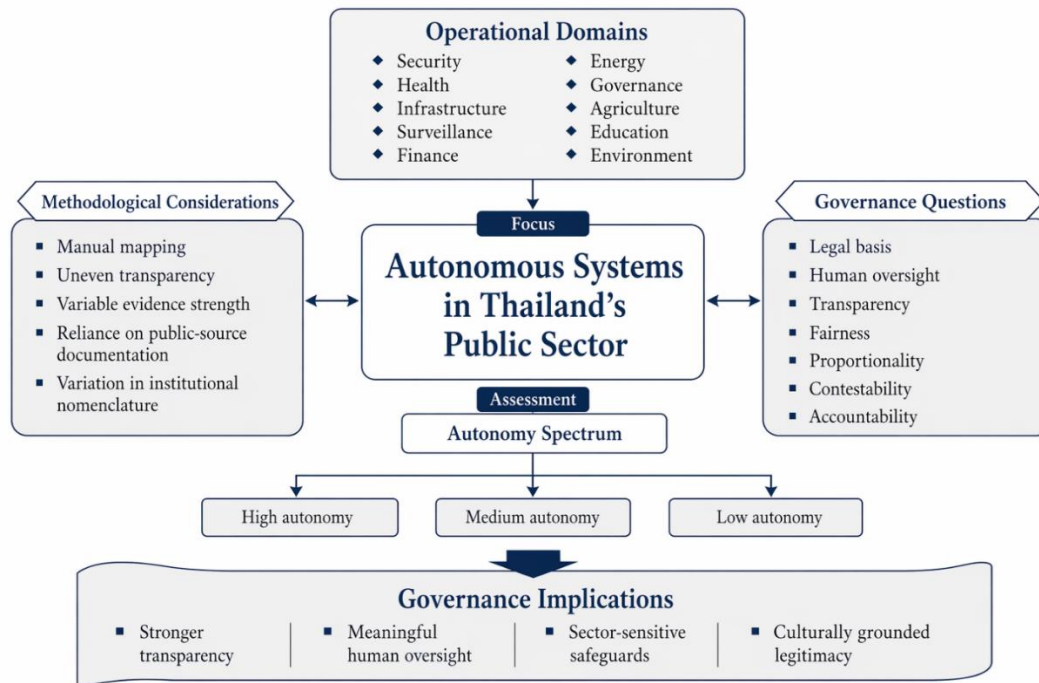 Operational Domains
Security
Health
Infrastructure
Surveillance
Finance
Energy
Governance
Agriculture
Education
Environment
Methodological Considerations
Manual mapping
Uneven transparency
Variable evidence strength
Reliance on public-source
documentation
Variation in institutional
nomenclature
Focus
Autonomous Systems
in Thailand's
Public Sector
Governance Questions
Legal basis
Human oversight
Transparency
Fairness
Proportionality
Contestability
Accountability
Assessment
Autonomy Spectrum
High autonomy
Medium autonomy
Low autonomy
Governance Implications
Stronger
transparency
Meaningful
human oversight
Sector-sensitive
safeguards
Culturally grounded
legitimacy